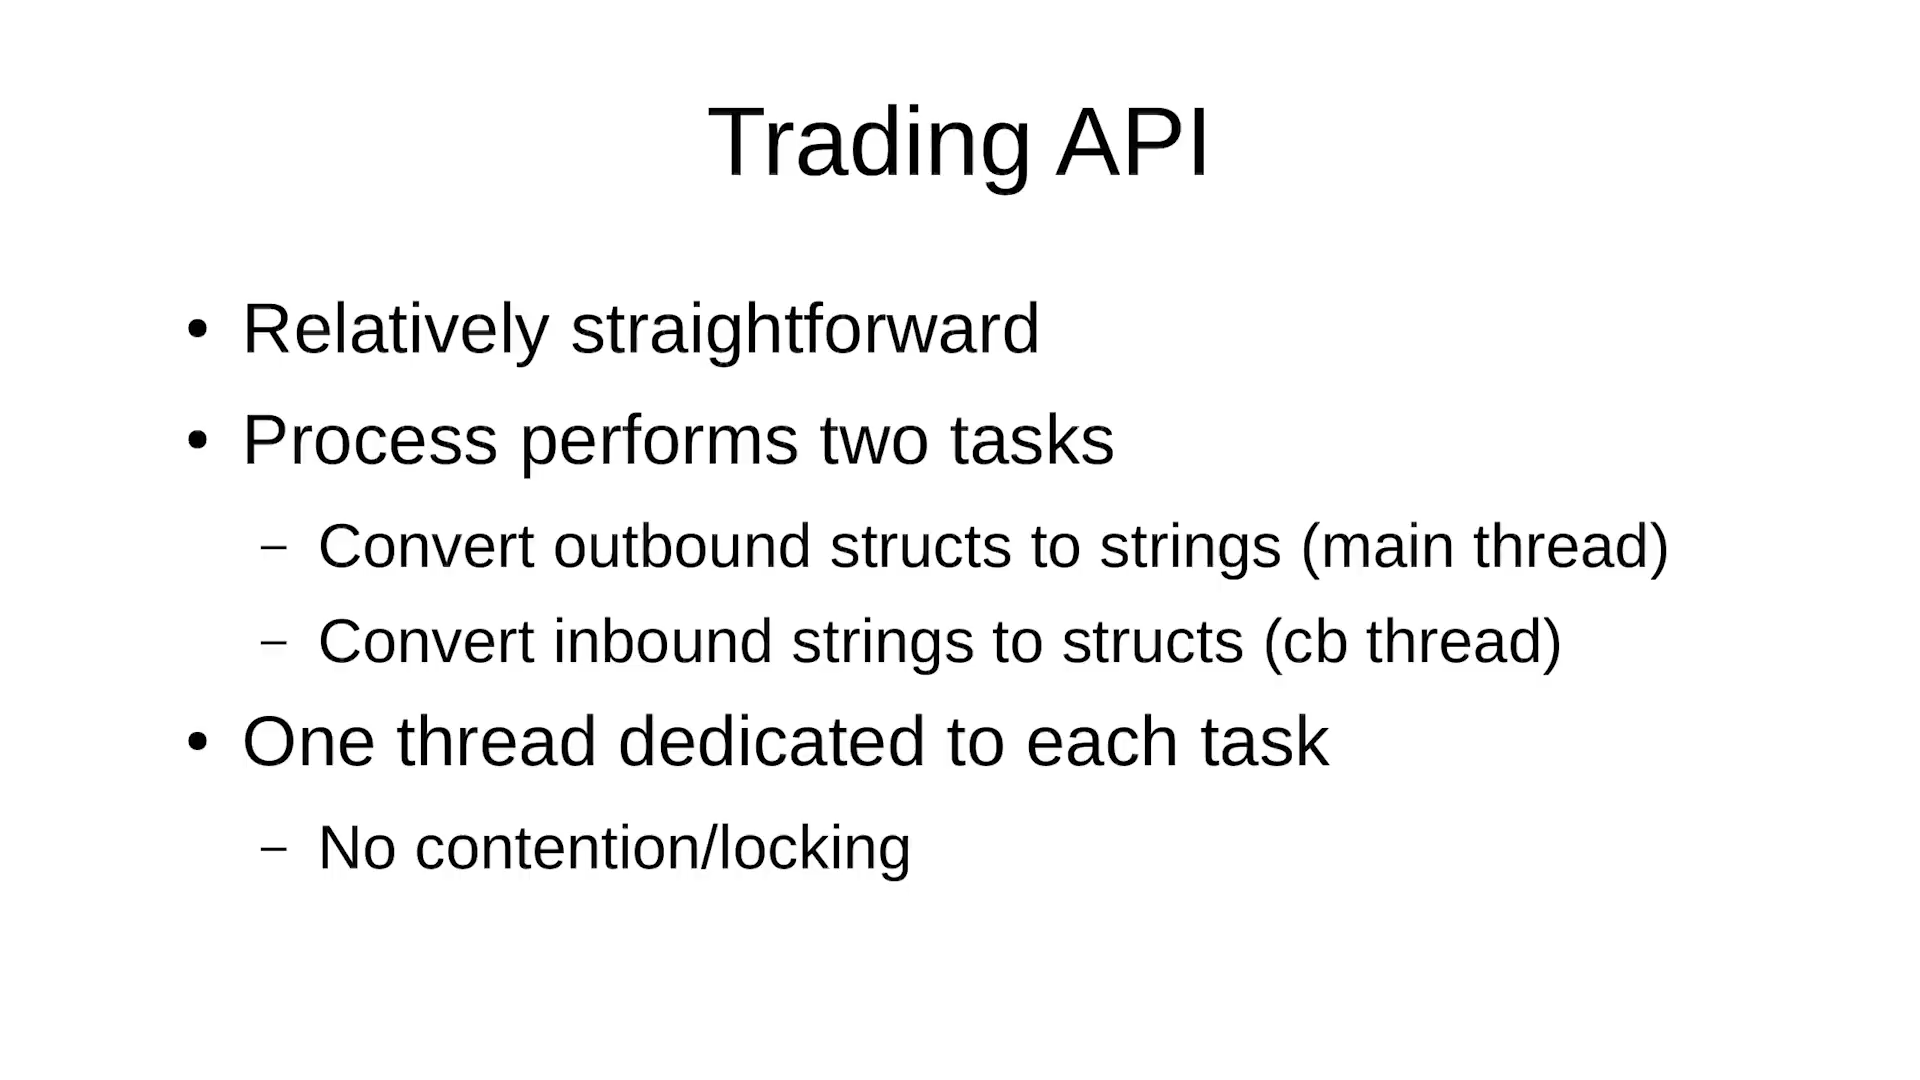 Trading API
• Relatively straightforward
• Process performs two tasks
– Convert outbound structs to strings (main thread)
– Convert inbound strings to structs (cb thread)
• One thread dedicated to each task
– No contention/locking